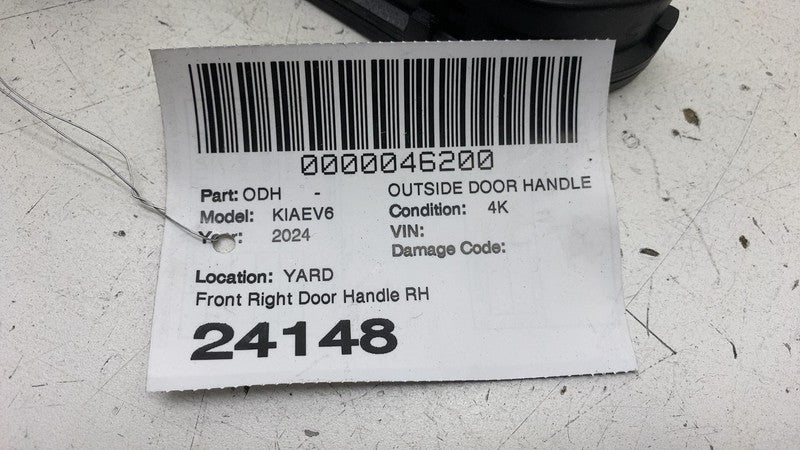 0000046200
Part: ODH - OUTSIDE DOOR HANDLE
Model: KIAEV6 Condition: 4K
Year: 2024 VIN:
Damage Code:
Location: YARD
Front Right Door Handle RH
24148